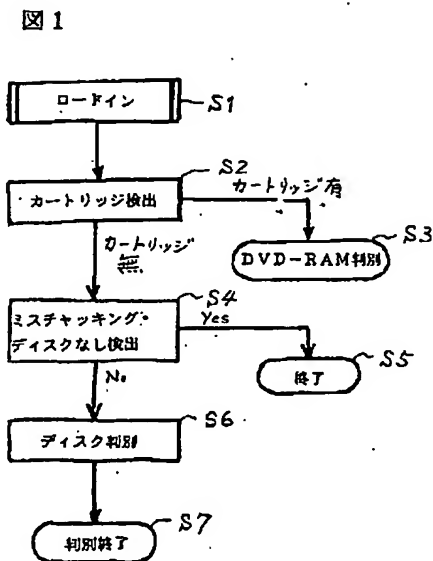 図1
ロードイン
S1
S2
カートリッジ検出
カートリッジ有
カートリッジ
無
S3
DVD-RAM判別
S4
ミスチャッキング・
ディスクなし検出
Yes
S5
終了
No
S6
ディスク判別
S7
判別終了